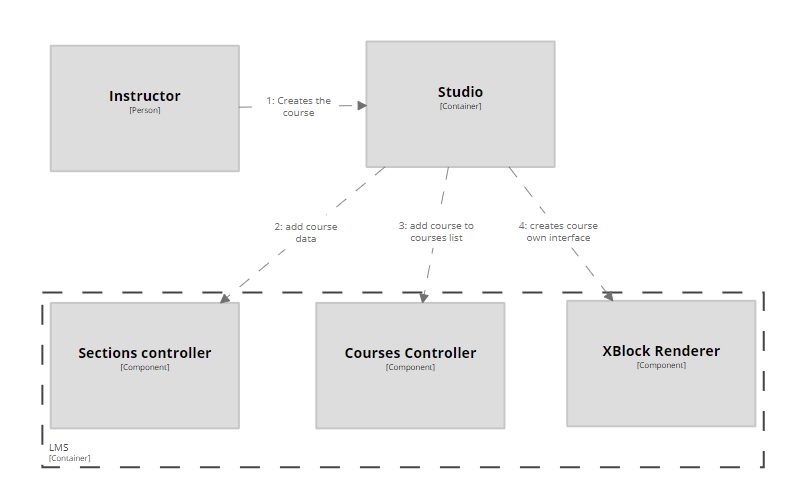 Instructor
[Person]
1: Creates the
course
Studio
[Container]
2: add course
data
3: add course to
courses list
4: creates course
own interface
Sections controller
[Component]
Courses Controller
[Component]
XBlock Renderer
[Component]
LMS
[Container]